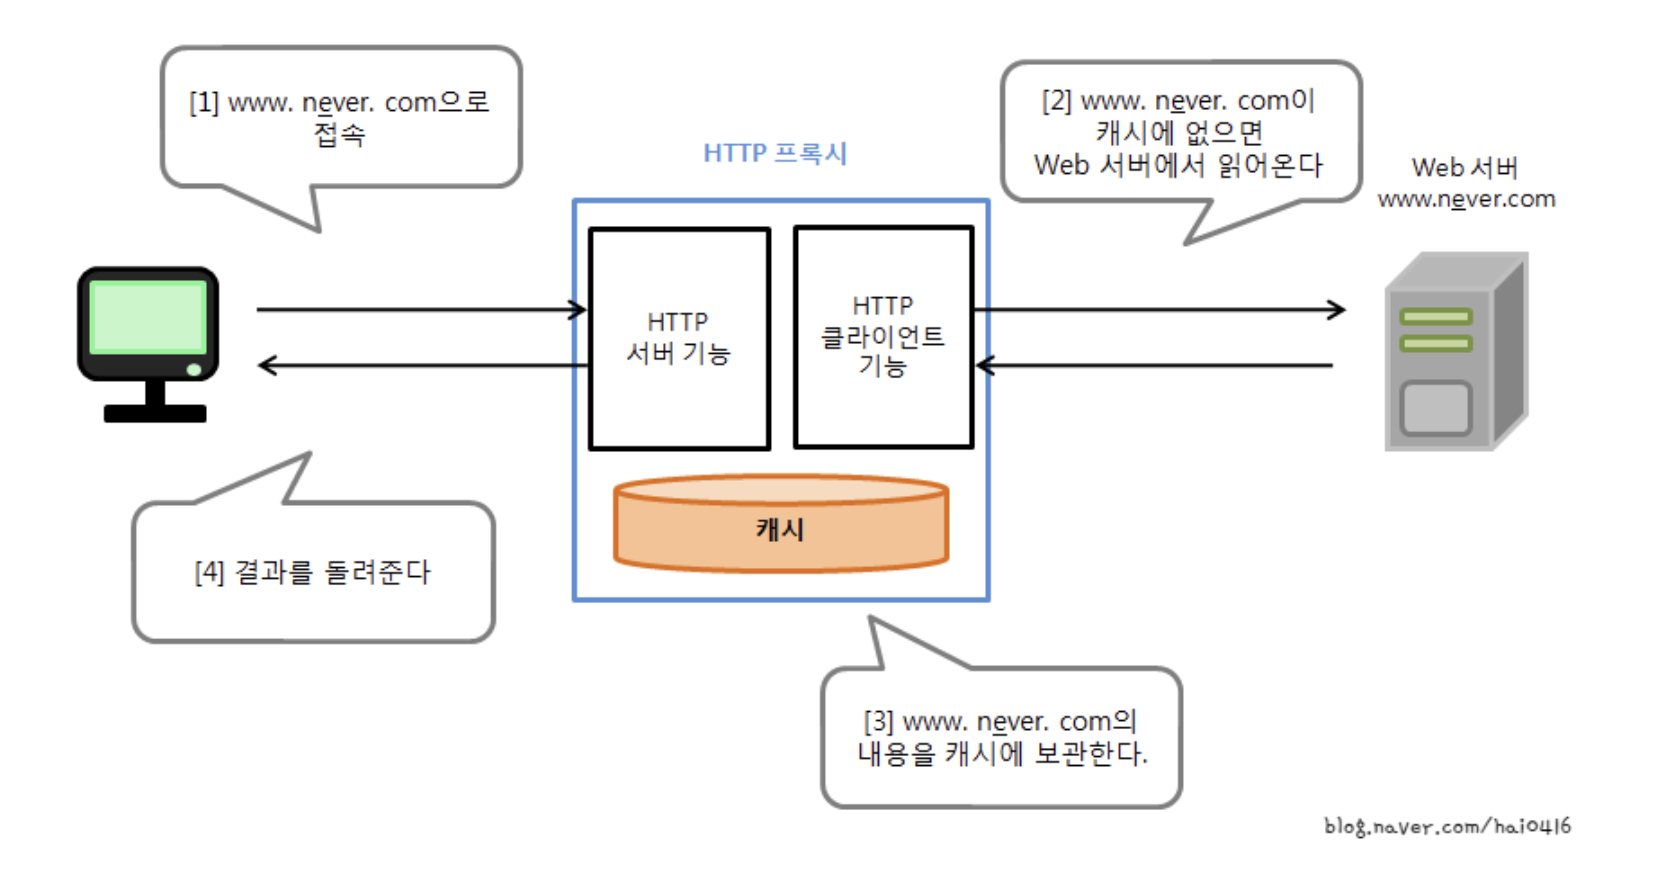 [1] www. never. com으로
접속
HTTP 프록시
[2] www. never. com이
캐시에 없으면
Web 서버에서 읽어온다
Web 서버
www.never.com
HTTP
서버 기능
HTTP
클라이언트
기능
캐시
[4] 결과를 돌려준다
[3] www. never. com의
내용을 캐시에 보관한다.
blog.naver.com/hai0416